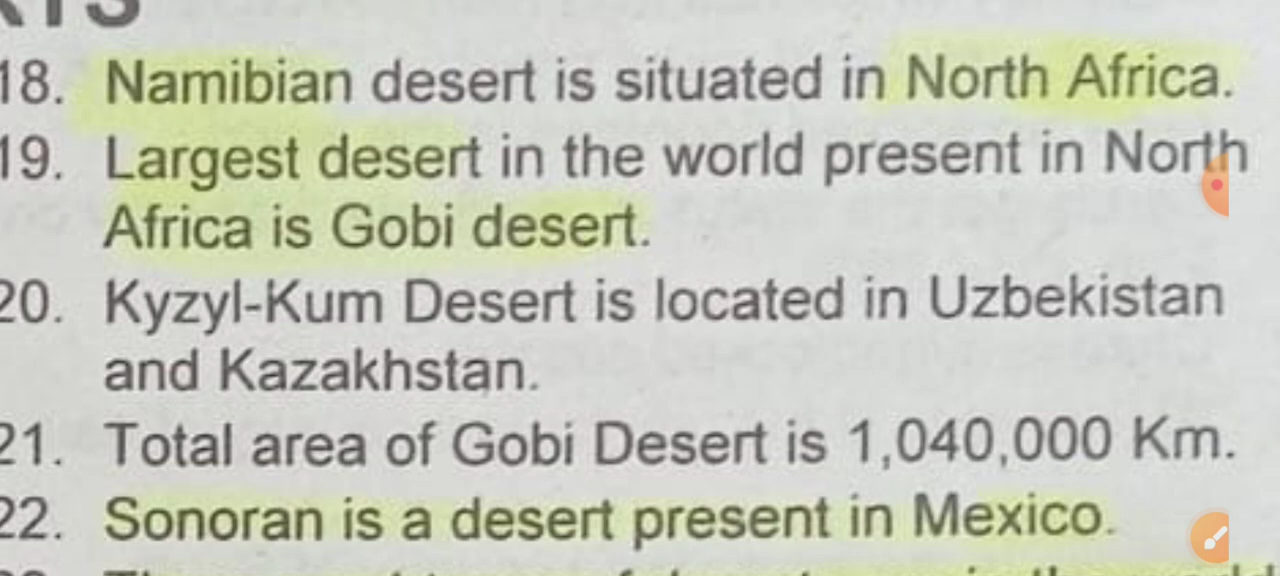 18. Namibian desert is situated in North Africa.
19. Largest desert in the world present in North
Africa is Gobi desert.
20. Kyzyl-Kum Desert is located in Uzbekistan
and Kazakhstan.
21. Total area of Gobi Desert is 1,040,000 Km.
22. Sonoran is a desert present in Mexico.